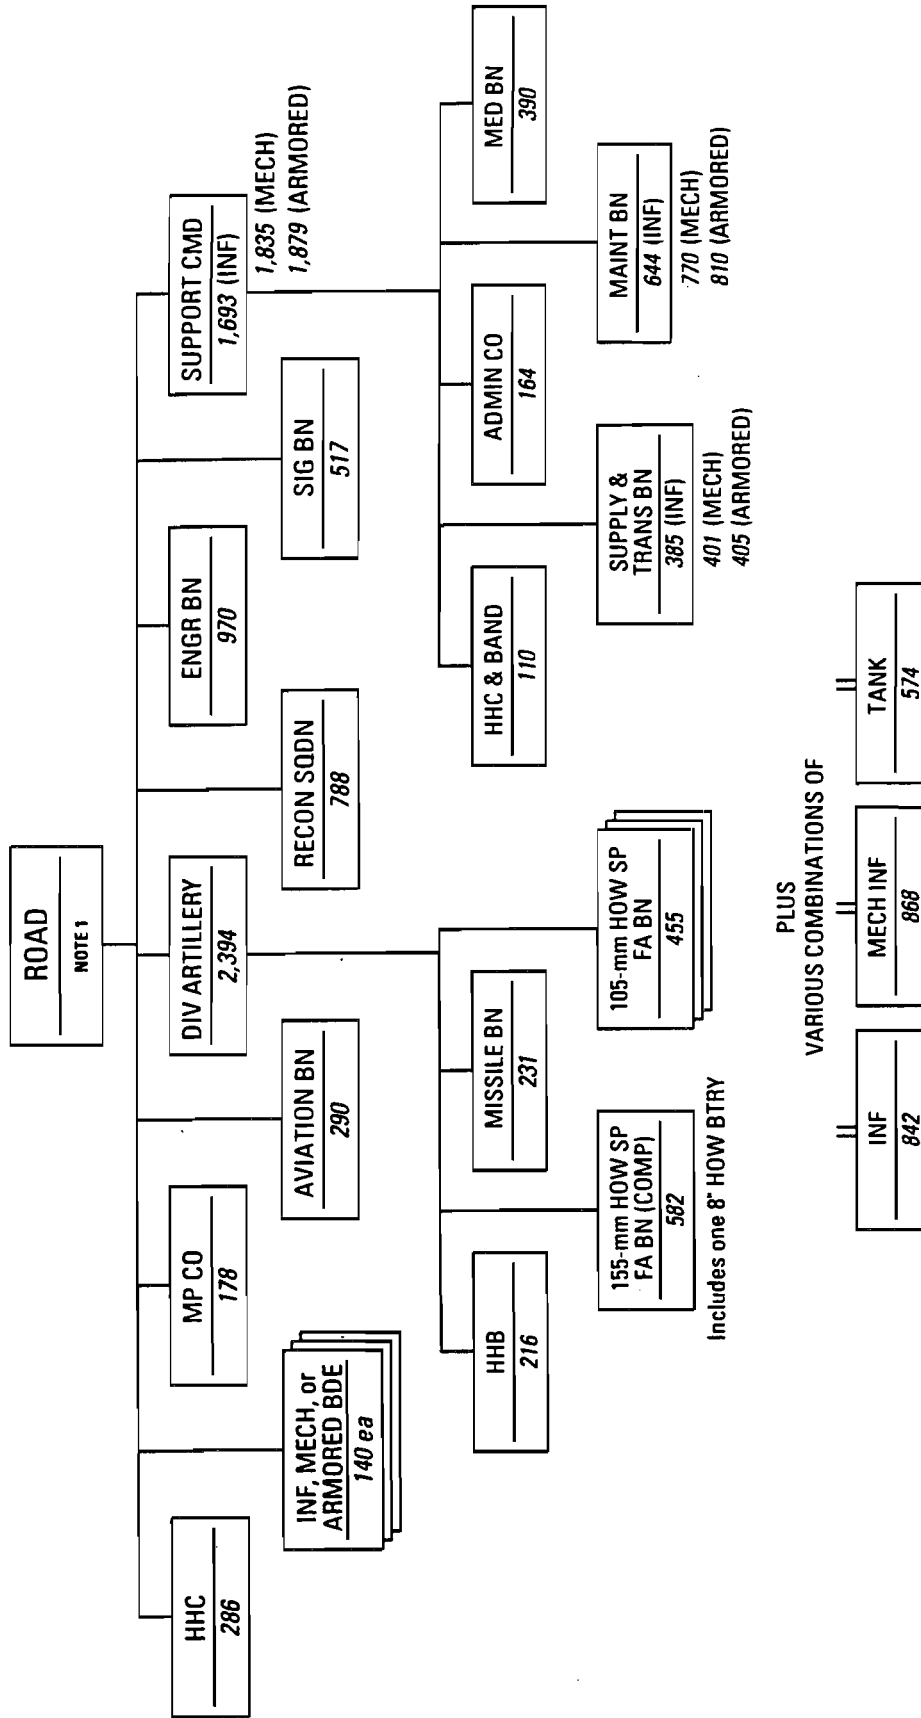 ROAD
NOTE 1
HHC
286
MP CO
178
DIV ARTILLERY
2,394
ENGR BN
970
SUPPORT CMD
1,693 (INF)
1,835 (MECH)
1,879 (ARMORED)
INF, MECH, or
ARMORED BDE
140 ea
AVIATION BN
290
RECON SQDN
788
SIG BN
517
HHB
216
MISSILE BN
231
HHC & BAND
110
ADMIN CO
164
MED BN
390
155-mm HOW SP
FA BN (COMP)
582
Includes one 8" HOW BTRY
105-mm HOW SP
FA BN
455
SUPPLY &
TRANS BN
385 (INF)
401 (MECH)
405 (ARMORED)
MAINT BN
644 (INF)
770 (MECH)
810 (ARMORED)
PLUS
VARIOUS COMBINATIONS OF
INF
842
MECH INF
868
TANK
574